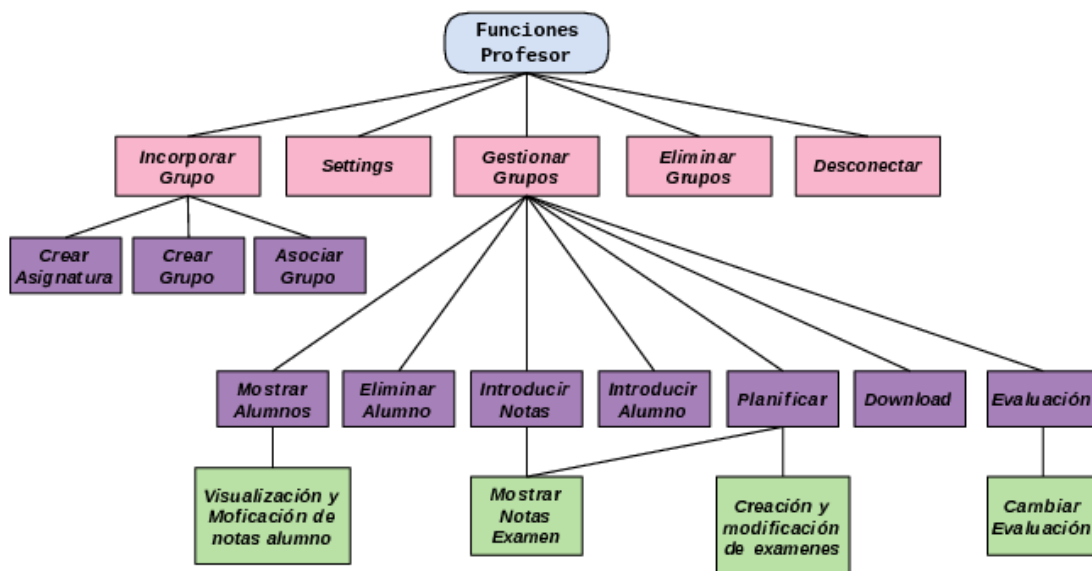 Funciones
Profesor
Incorporar
Grupo
Settings
Gestionar
Grupos
Eliminar
Grupos
Desconectar
Crear
Asignatura
Crear
Grupo
Asociar
Grupo
Mostrar
Alumnos
Eliminar
Alumno
Introducir
Notas
Introducir
Alumno
Planificar
Download
Evaluación
Visualización y
Moficación de
notas alumno
Mostrar
Notas
Examen
Creación y
modificación
de examenes
Cambiar
Evaluación